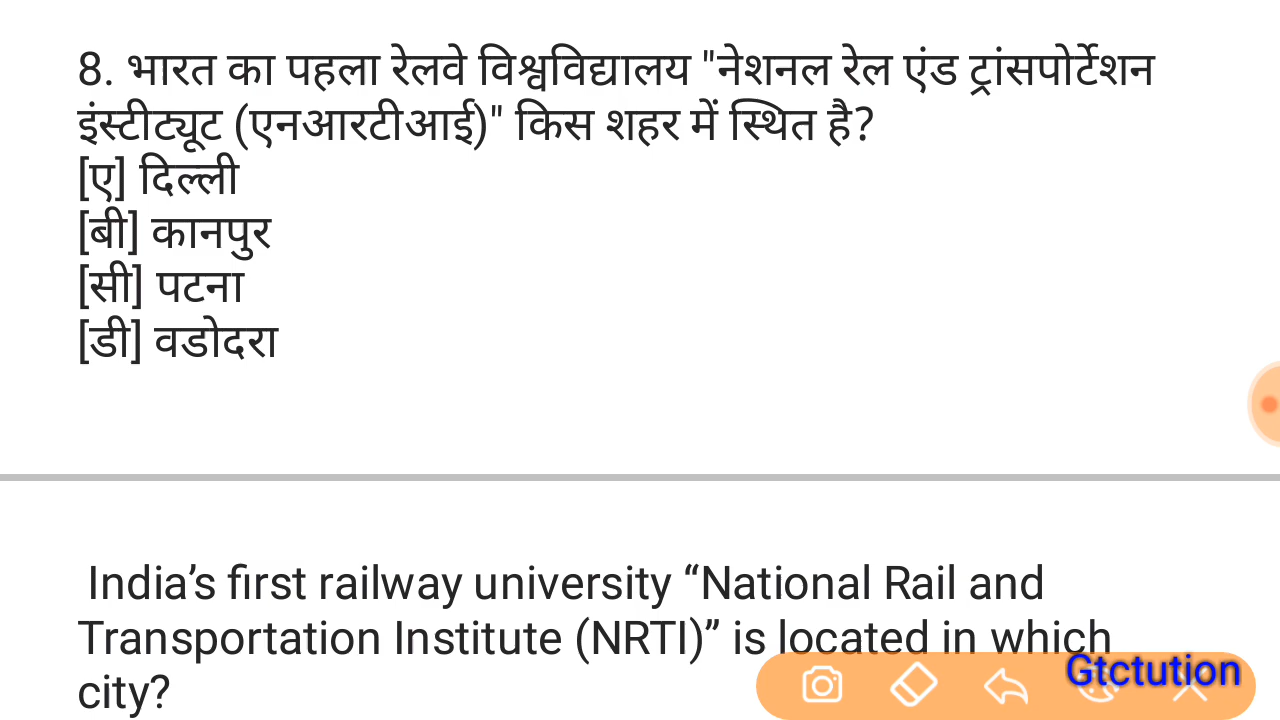 8. भारत का पहला रेलवे विश्वविद्यालय "नेशनल रेल एंड ट्रांसपोर्टेशन
इंस्टीट्यूट (एनआरटीआई)" किस शहर में स्थित है?
[ए] दिल्ली
[बी] कानपुर
[सी] पटना
[डी] वडोदरा
India’s first railway university “National Rail and
Transportation Institute (NRTI)” is located in which
city?
Gtctution